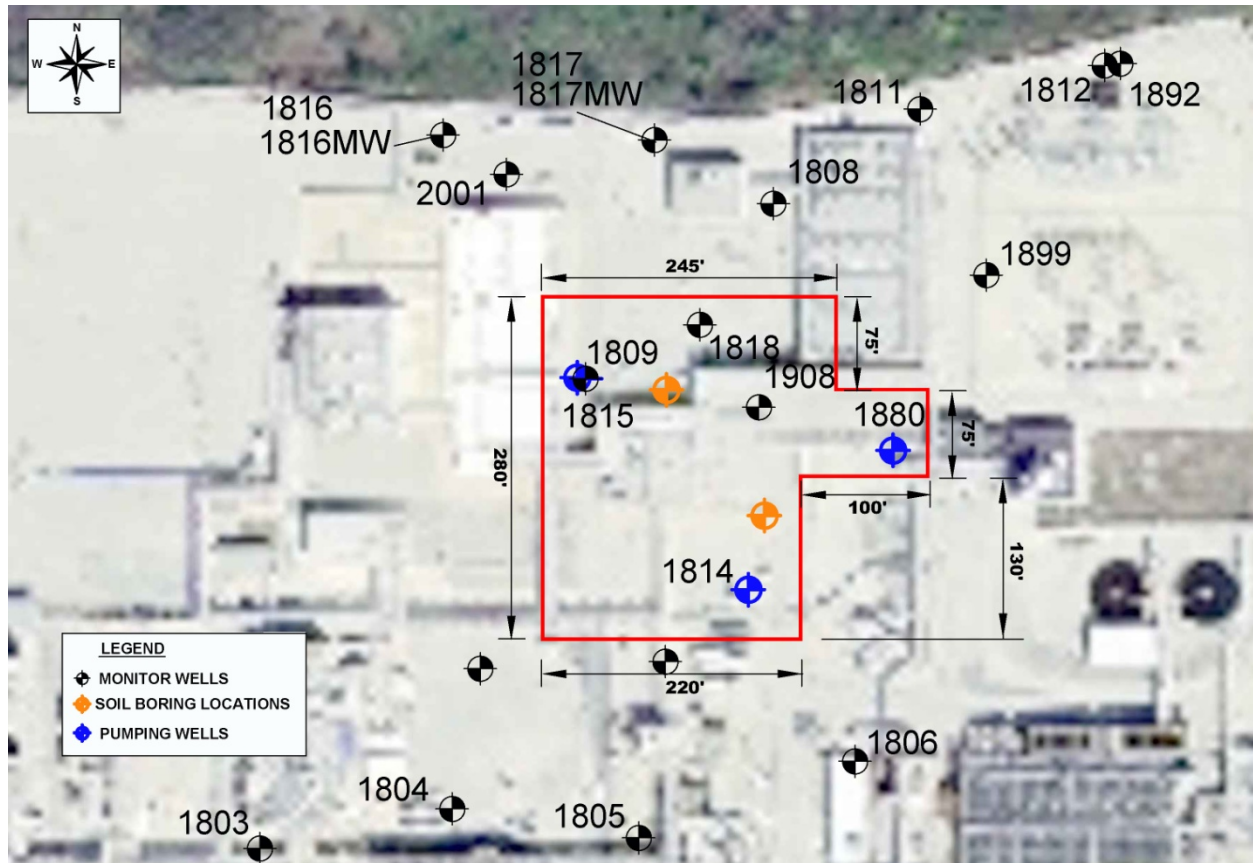 N
W E
S
1817
1817MW
1816
1816MW
1811
1812
1892
2001
1808
1899
245'
75'
1809
1818
1815
1908
1880
75'
280'
100'
130'
1814
220'
LEGEND
MONITOR WELLS
SOIL BORING LOCATIONS
PUMPING WELLS
1806
1804
1805
1803